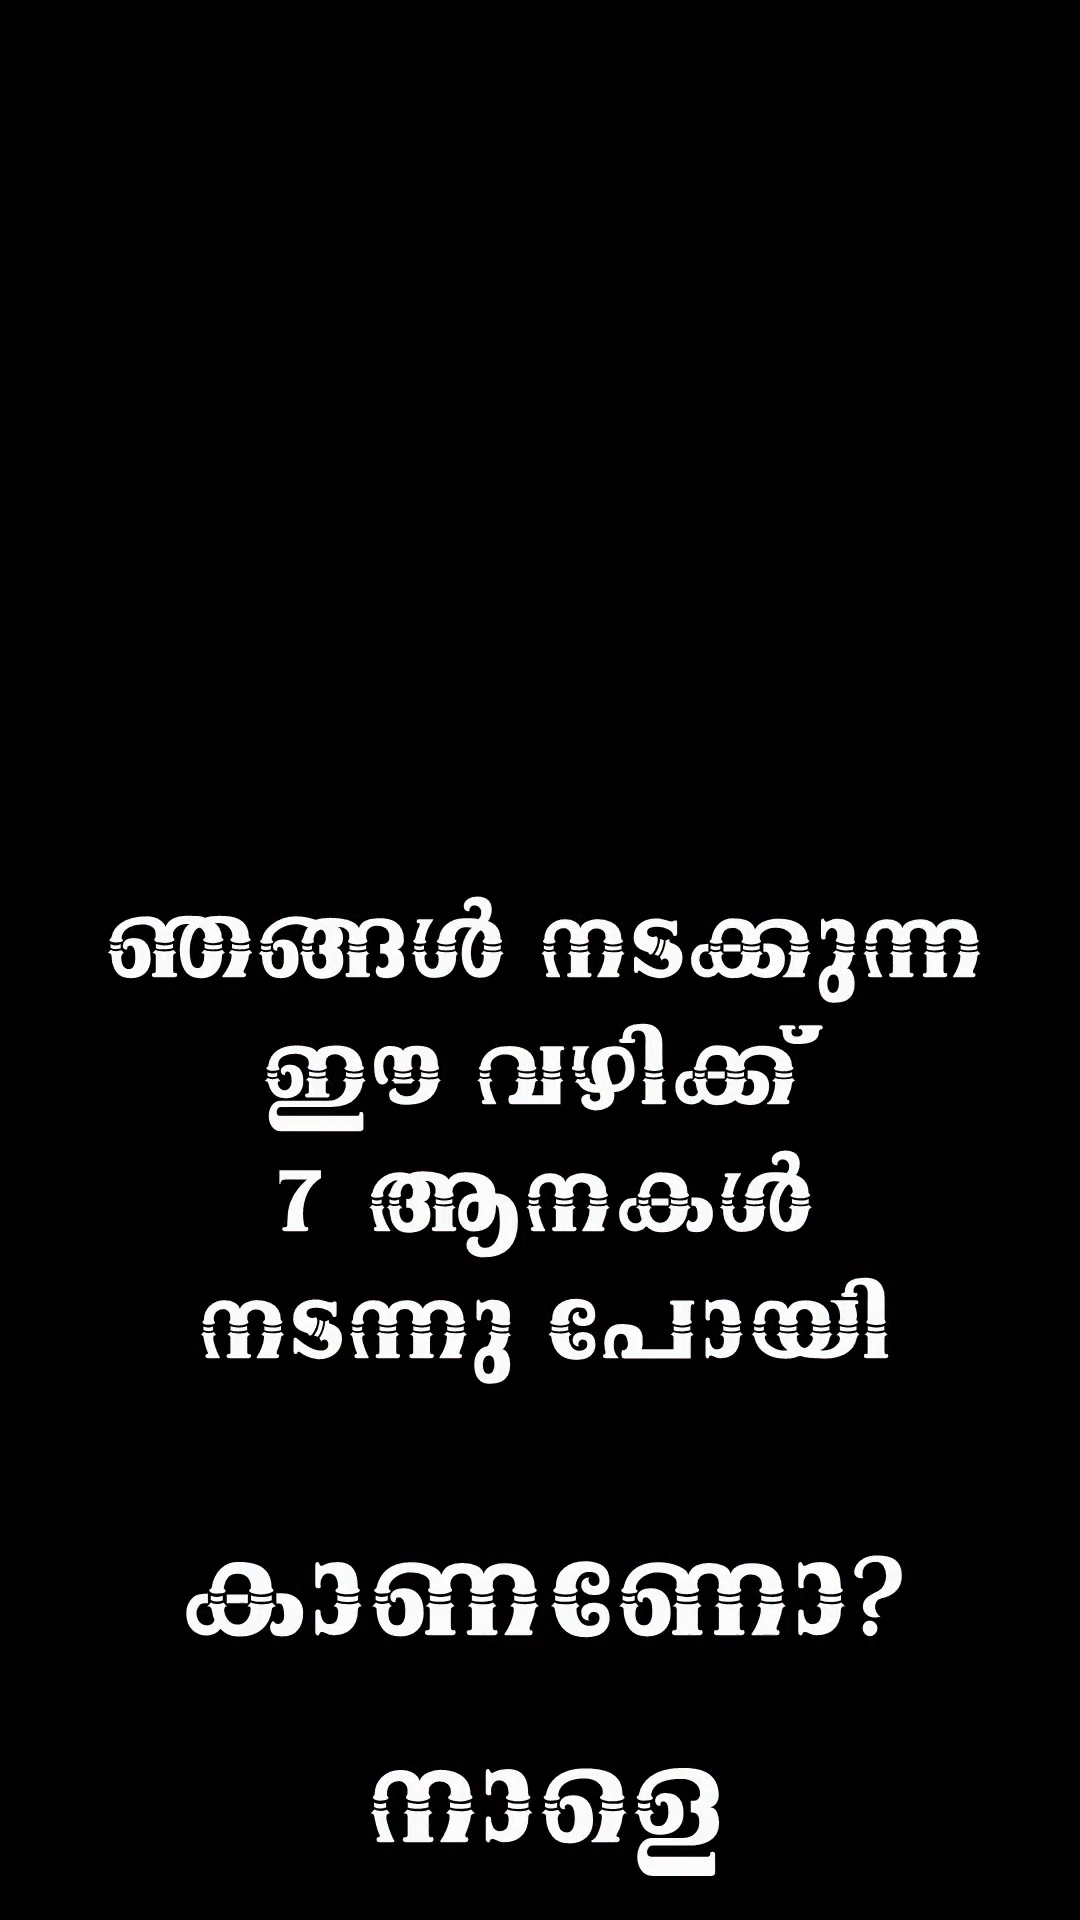 ഞങ്ങൾ നടക്കുന്ന
ഈ വഴിക്ക്
7 ആനകൾ
നടന്നു പോയി
കാണണോ?
നാളെ